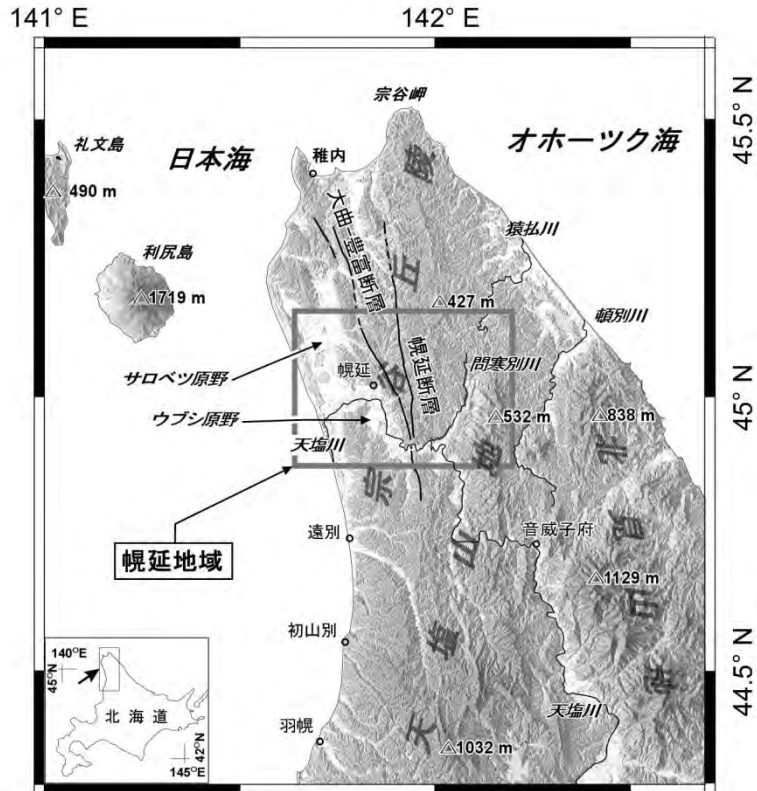 141° E
142° E
45.5° N
45° N
44.5° N
宗谷岬
礼文島
日本海
オホーツク海
稚内
490 m
大曲-豊富断層
猿払川
利尻島
1719 m
427 m
頓別川
幌延断層
問寒別川
サロベツ原野
幌延
532 m
838 m
ウブシ原野
天塩川
宗谷丘陵
北見山地
天塩山地
幌延地域
遠別
音威子府
1129 m
初山別
天塩川
羽幌
1032 m
140°E
45°N
北海道
42°N
145°E